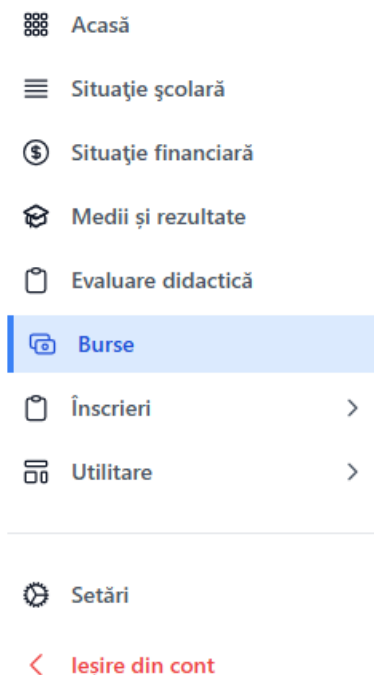 Acasă
Situaţie şcolară
Situaţie financiară
Medii și rezultate
Evaluare didactică
Burse
Înscrieri
Utilitare
Setări
Iesire din cont